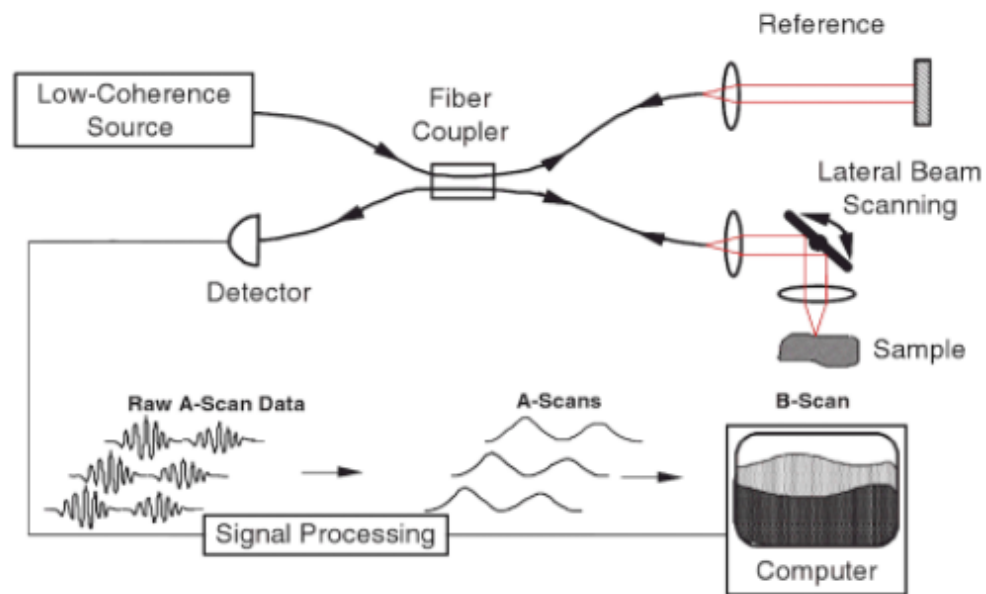 Reference
Low-Coherence
Source
Fiber
Coupler
Lateral Beam
Scanning
Detector
Sample
Raw A-Scan Data
A-Scans
B-Scan
Signal Processing
Computer